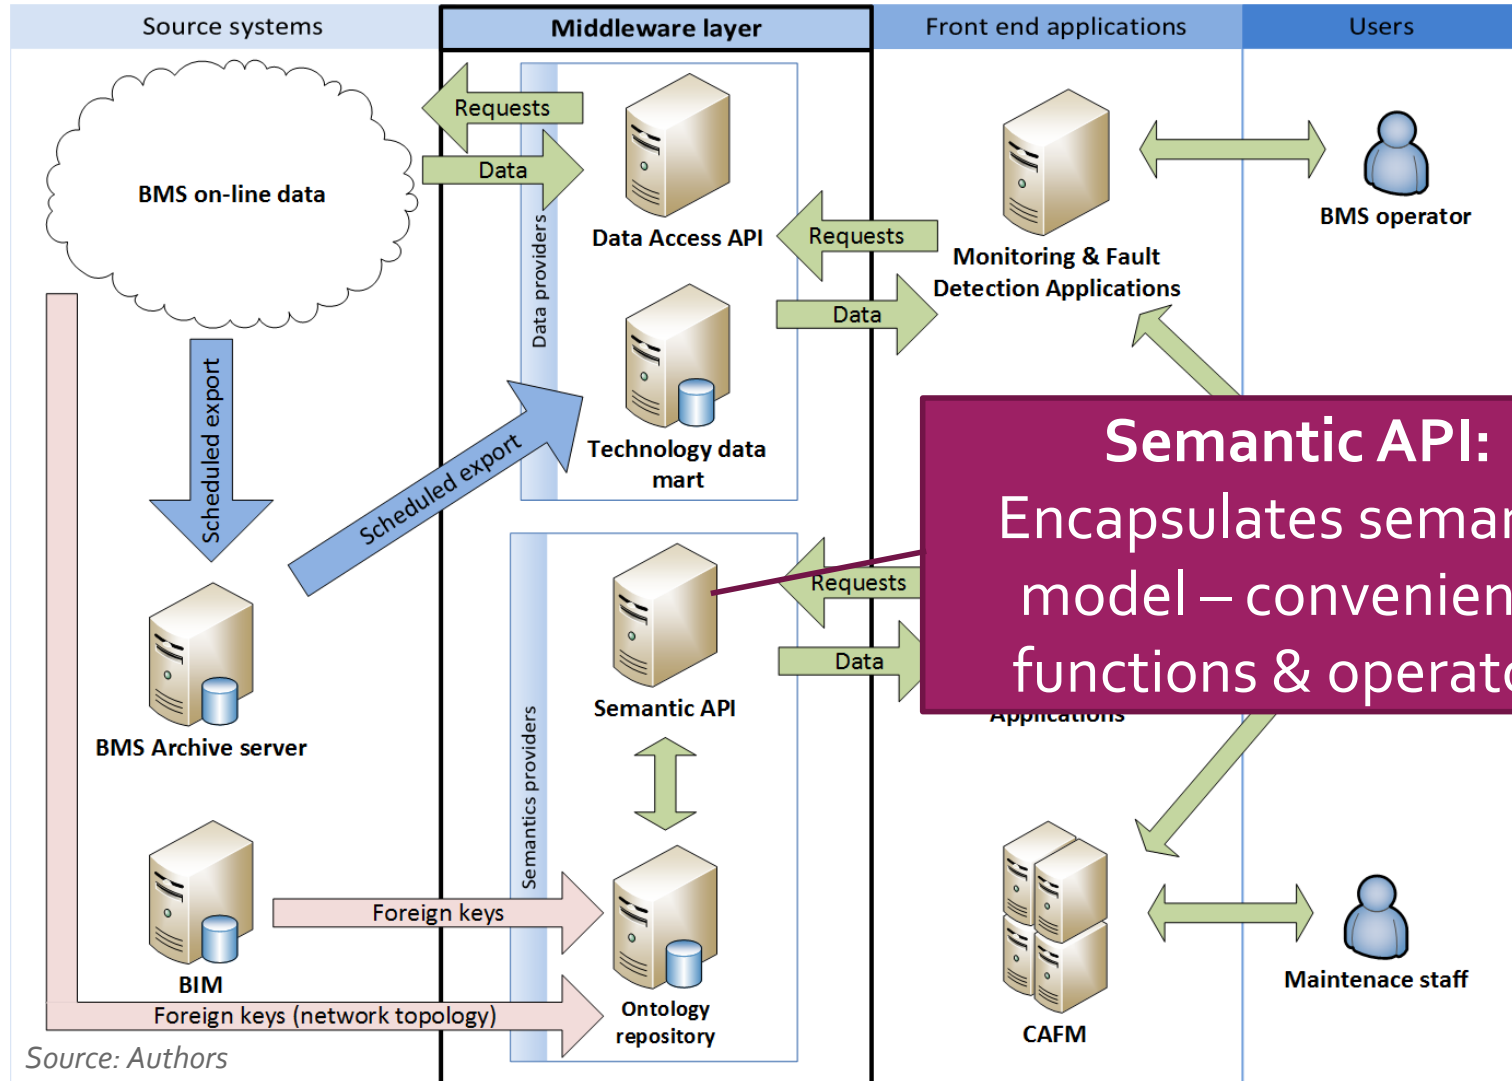 Source systems
Middleware layer
Front end applications
Users
BMS on-line data
Requests
Data
Data Access API
Data providers
Technology data
mart
Requests
Data
Monitoring & Fault
Detection Applications
BMS operator
Scheduled export
Scheduled export
BMS Archive server
Semantic API:
Encapsulates
model –
functions &
Requests
Data
Applications
Semantic API
Semantics providers
BIM
Foreign keys
Foreign keys (network topology)
Ontology
repository
CAFM
Maintenace staff
Source: Authors